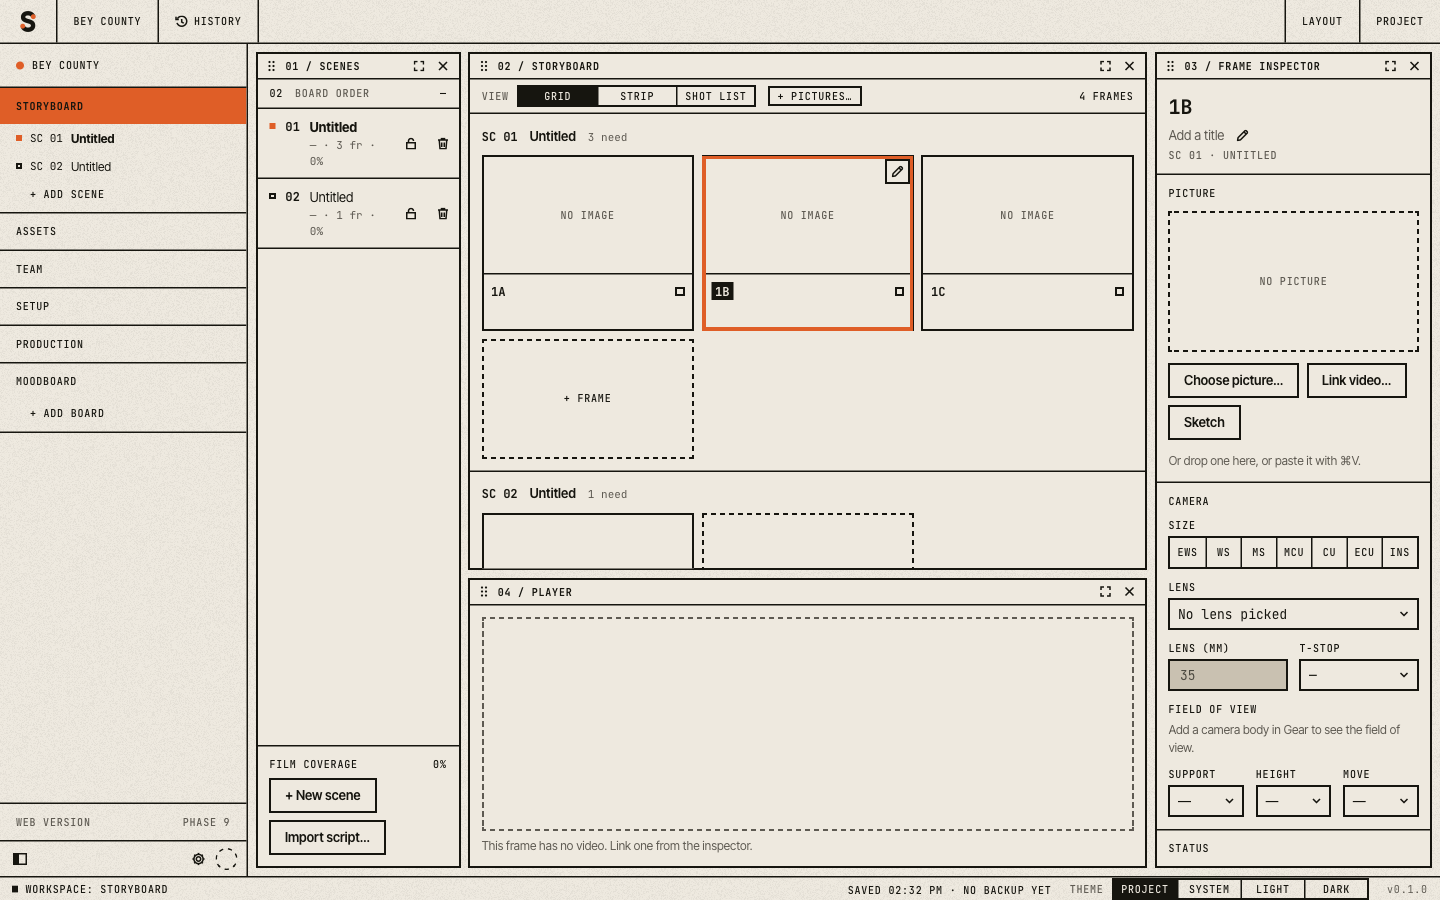 S
BEY COUNTY
HISTORY
LAYOUT
PROJECT
BEY COUNTY
STORYBOARD
SC 01 Untitled
SC 02 Untitled
+ ADD SCENE
ASSETS
TEAM
SETUP
PRODUCTION
MOODBOARD
+ ADD BOARD
WEB VERSION
PHASE 9
01 / SCENES
02 BOARD ORDER —
01 Untitled
— · 3 fr ·
0%
02 Untitled
— · 1 fr ·
0%
FILM COVERAGE 0%
+ New scene
Import script...
02 / STORYBOARD
VIEW GRID STRIP SHOT LIST + PICTURES… 4 FRAMES
SC 01 Untitled 3 need
NO IMAGE
NO IMAGE
NO IMAGE
1A
1B
1C
+ FRAME
SC 02 Untitled 1 need
04 / PLAYER
This frame has no video. Link one from the inspector.
03 / FRAME INSPECTOR
1B
Add a title
SC 01 · UNTITLED
PICTURE
NO PICTURE
Choose picture...
Link video...
Sketch
Or drop one here, or paste it with ⌘V.
CAMERA
SIZE
EWS WS MS MCU CU ECU INS
LENS
No lens picked
LENS (MM) T-STOP
35 —
FIELD OF VIEW
Add a camera body in Gear to see the field of
view.
SUPPORT HEIGHT MOVE
— — —
STATUS
WORKSPACE: STORYBOARD
SAVED 02:32 PM · NO BACKUP YET
THEME PROJECT SYSTEM LIGHT DARK
v0.1.0